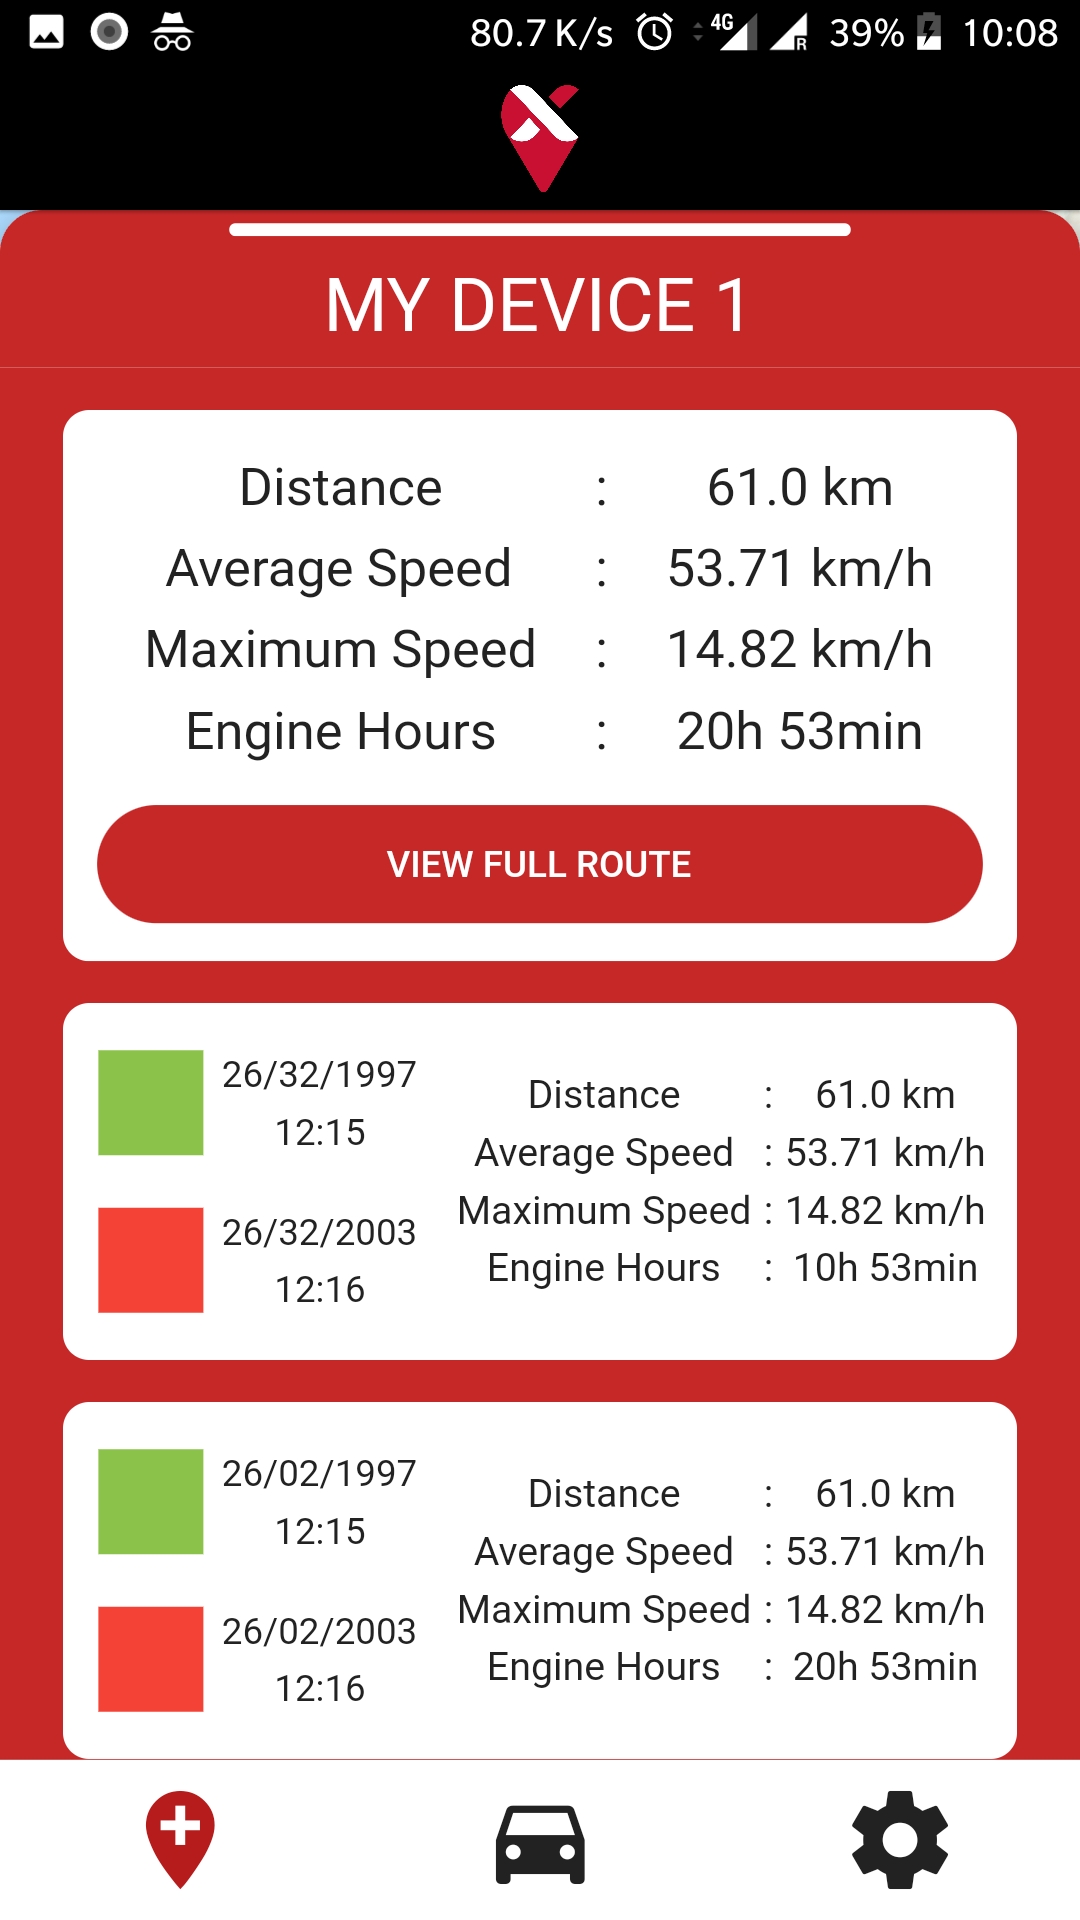 80.7 K/s 4G R 39% 10:08
MY DEVICE 1
Distance : 61.0 km
Average Speed : 53.71 km/h
Maximum Speed : 14.82 km/h
Engine Hours : 20h 53min
VIEW FULL ROUTE
26/32/1997
12:15
26/32/2003
12:16
Distance : 61.0 km
Average Speed : 53.71 km/h
Maximum Speed : 14.82 km/h
Engine Hours : 10h 53min
26/02/1997
12:15
26/02/2003
12:16
Distance : 61.0 km
Average Speed : 53.71 km/h
Maximum Speed : 14.82 km/h
Engine Hours : 20h 53min